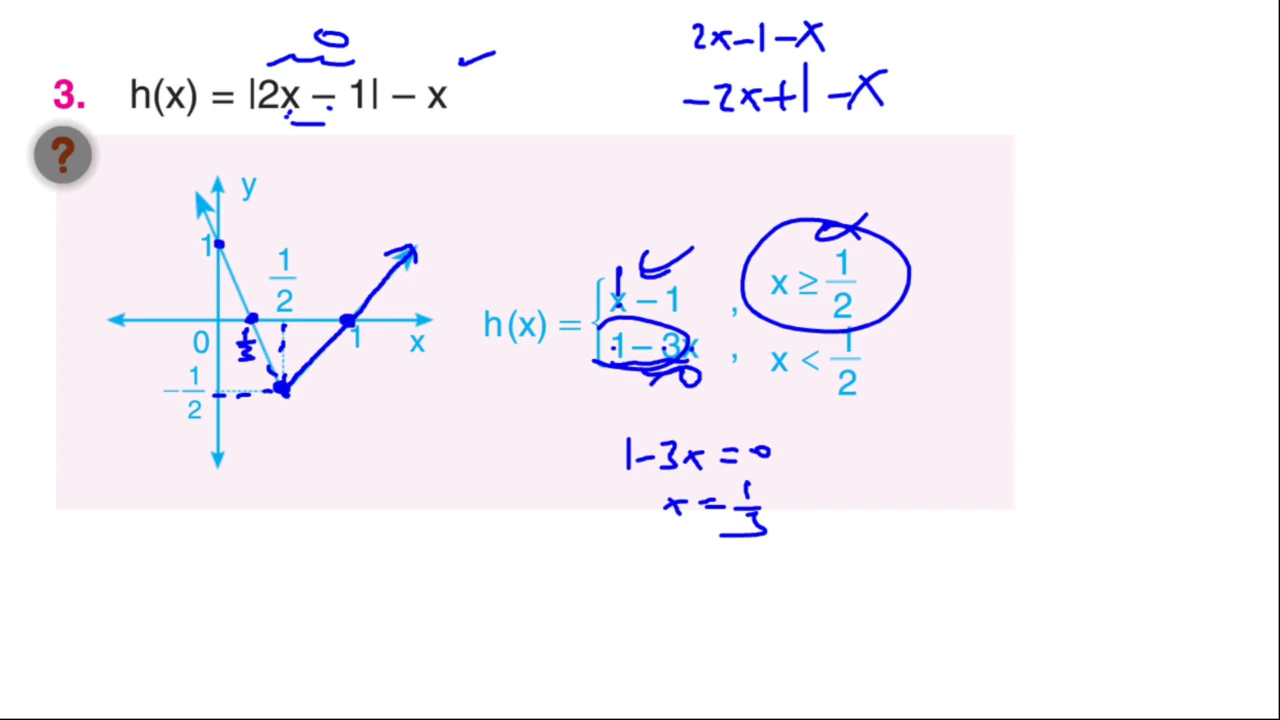 0
2x-1-x
3. h(x) = |2x – 1| – x
-2x+1-x
?
y
1
1/2
0
1/3
1
x
-1/2
h(x) = { x – 1 , x ≥ 1/2
1 – 3x , x < 1/2
1-3x=0
x=1/3